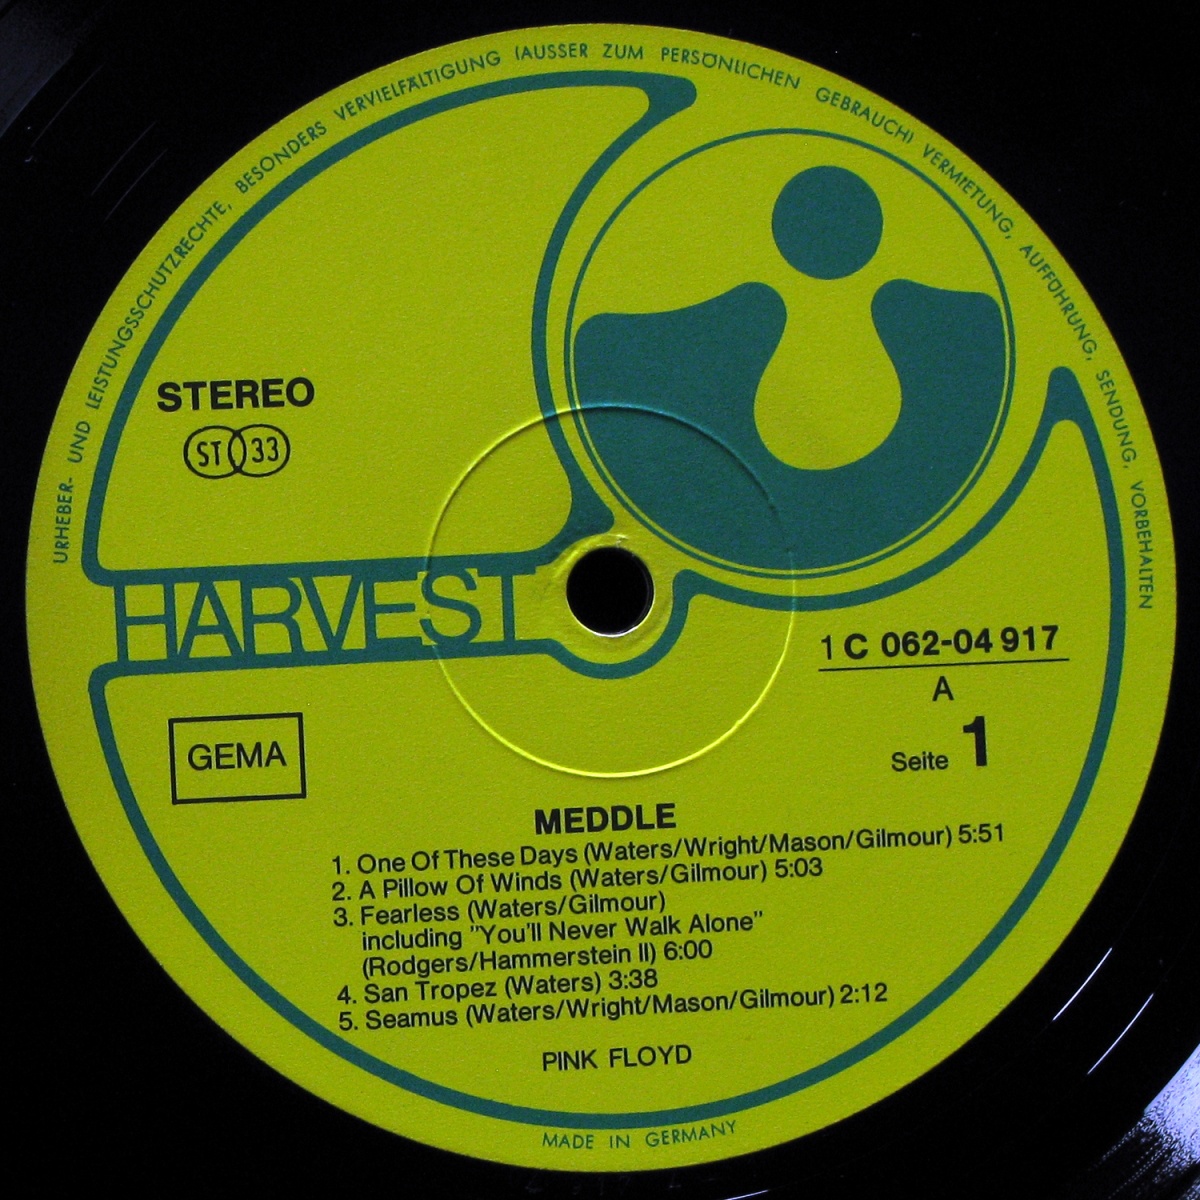 URHEBER- UND LEISTUNGSSCHUTZRECHTE, BESONDERS VERVIELFÄLTIGUNG (AUSSER ZUM PERSÖNLICHEN GEBRAUCH) VERMIETUNG, AUFFÜHRUNG, SENDUNG, VORBEHALTEN
STEREO
ST 33
HARVEST
1 C 062-04 917
A
Seite 1
GEMA
MEDDLE
1. One Of These Days (Waters/Wright/Mason/Gilmour) 5:51
2. A Pillow Of Winds (Waters/Gilmour) 5:03
3. Fearless (Waters/Gilmour)
including "You'll Never Walk Alone"
(Rodgers/Hammerstein II) 6:00
4. San Tropez (Waters) 3:38
5. Seamus (Waters/Wright/Mason/Gilmour) 2:12
PINK FLOYD
MADE IN GERMANY